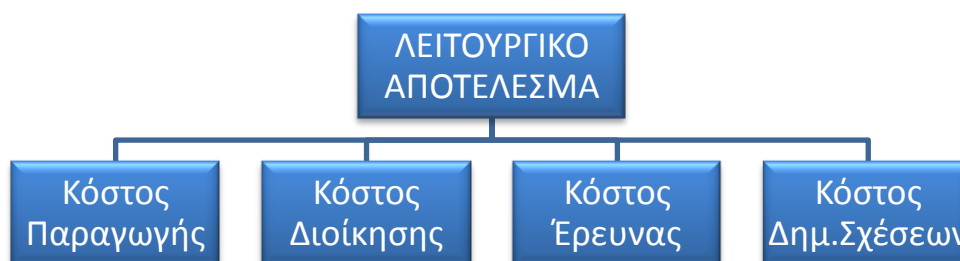 ΛΕΙΤΟΥΡΓΙΚΟ
ΑΠΟΤΕΛΕΣΜΑ
Κόστος
Παραγωγής
Κόστος
Διοίκησης
Κόστος
Έρευνας
Κόστος
Δημ.Σχέσεων